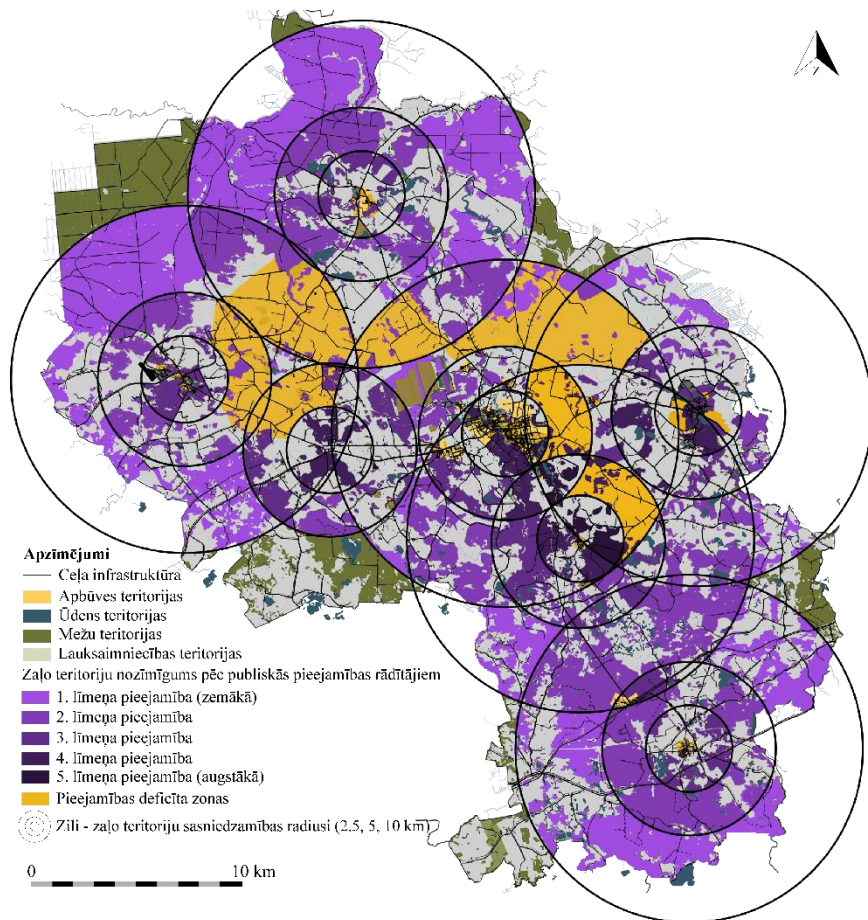 Apzīmējumi
Ceļa infrastruktūra
Apbūves teritorijas
Ūdens teritorijas
Mežu teritorijas
Lauksaimniecības teritorijas
Zaļo teritoriju nozīmīgums pēc publiskās pieejamības rādītājiem
1. līmeņa pieejamība (zemākā)
2. līmeņa pieejamība
3. līmeņa pieejamība
4. līmeņa pieejamība
5. līmeņa pieejamība (augstākā)
Pieejamības deficīta zonas
Zili - zaļo teritoriju sasniedzamības radiusi (2.5, 5, 10 km)
0 10 km